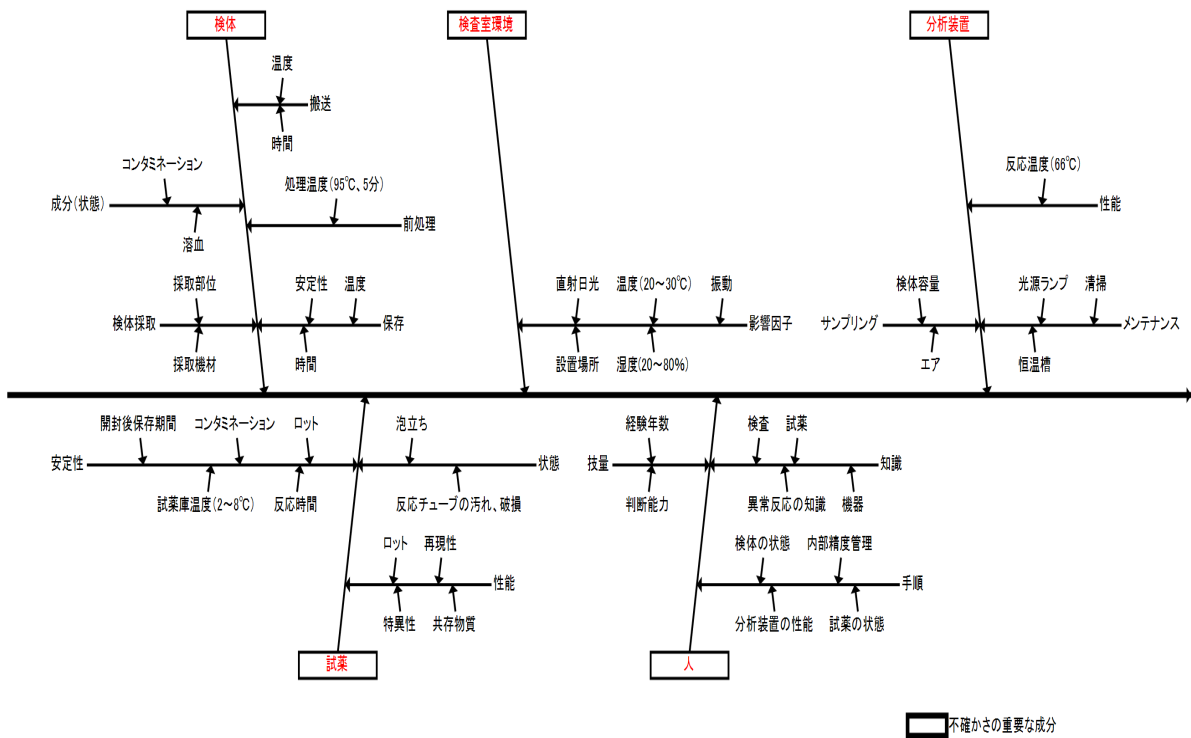 検体
検査室環境
分析装置
温度
搬送
時間
コンタミネーション
処理温度(95℃、5分)
反応温度(66℃)
成分(状態)
性能
溶血
前処理
採取部位
安定性
温度
直射日光
温度(20～30℃)
振動
検体容量
光源ランプ
清掃
検体採取
保存
影響因子
サンプリング
メンテナンス
採取機材
時間
設置場所
湿度(20～80%)
エア
恒温槽
開封後保存期間
コンタミネーション
ロット
泡立ち
経験年数
検査
試薬
安定性
状態
技量
知識
試薬庫温度(2～8℃)
反応時間
反応チューブの汚れ、破損
判断能力
異常反応の知識
機器
ロット
再現性
検体の状態
内部精度管理
性能
手順
特異性
共存物質
分析装置の性能
試薬の状態
試薬
人
不確かさの重要な成分